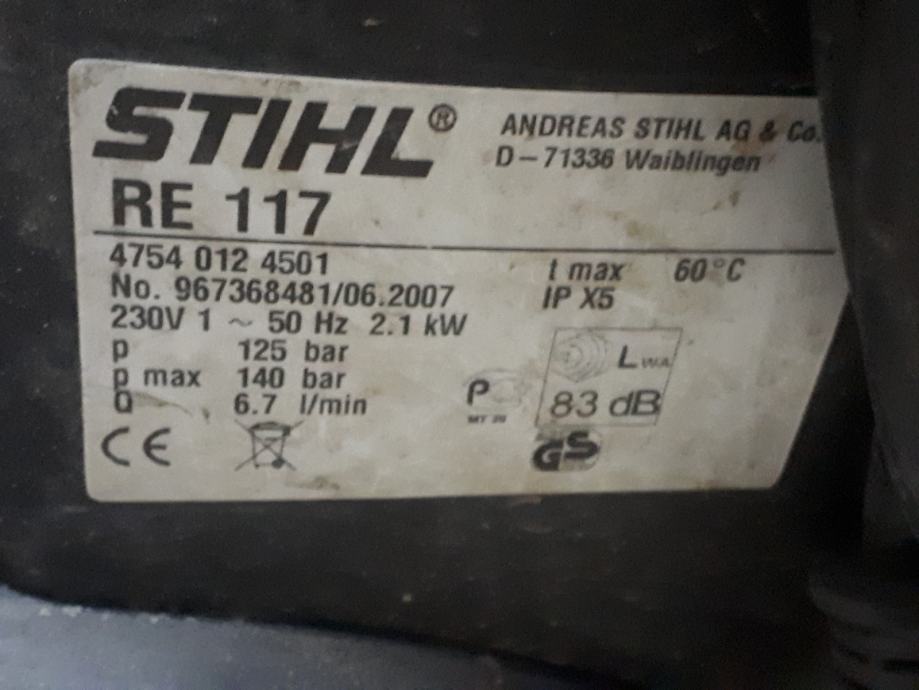 STIHL®
ANDREAS STIHL AG & Co.
D-71336 Waiblingen
RE 117
4754 012 4501
t max 60°C
No. 967368481/06.2007
IP X5
230V 1 ~ 50 Hz 2.1 kW
p 125 bar
p max 140 bar
LWA
Q 6.7 l/min
P
83 dB
CE
GS